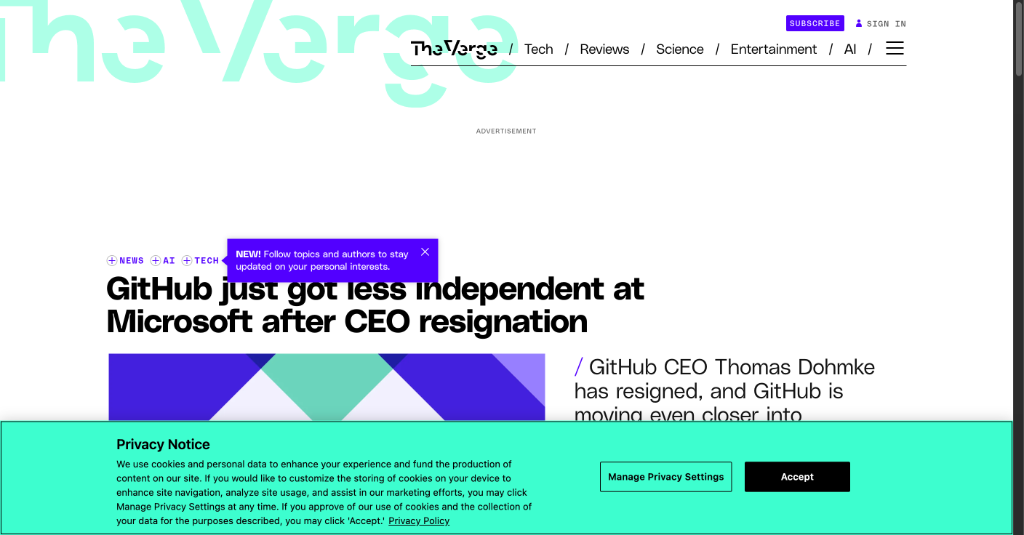 The Verge
SUBSCRIBE
SIGN IN
The Verge / Tech / Reviews / Science / Entertainment / AI /
ADVERTISEMENT
NEWS AI TECH
NEW! Follow topics and authors to stay
updated on your personal interests.
GitHub just got less independent at
Microsoft after CEO resignation
/ GitHub CEO Thomas Dohmke
has resigned, and GitHub is
moving even closer into
Privacy Notice
We use cookies and personal data to enhance your experience and fund the production of
content on our site. If you would like to customize the storing of cookies on your device to
enhance site navigation, analyze site usage, and assist in our marketing efforts, you may click
Manage Privacy Settings at any time. If you approve of our use of cookies and the collection of
your data for the purposes described, you may click 'Accept.' Privacy Policy
Manage Privacy Settings
Accept